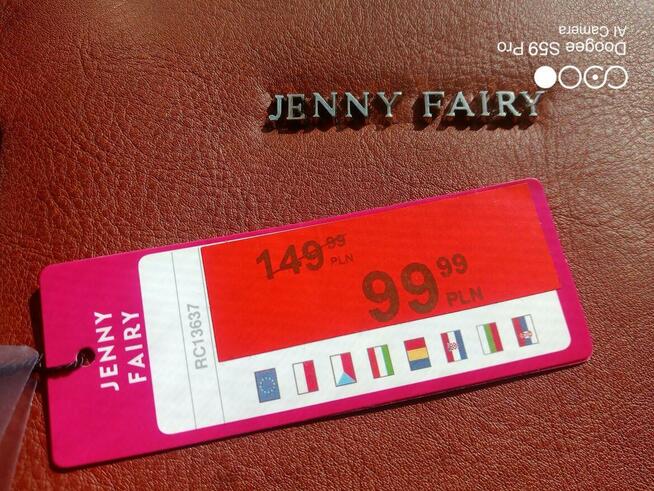 Doogee S59 Pro
AI Camera
JENNY FAIRY
JENNY
FAIRY
RC13637
149 99
PLN
99 99
PLN